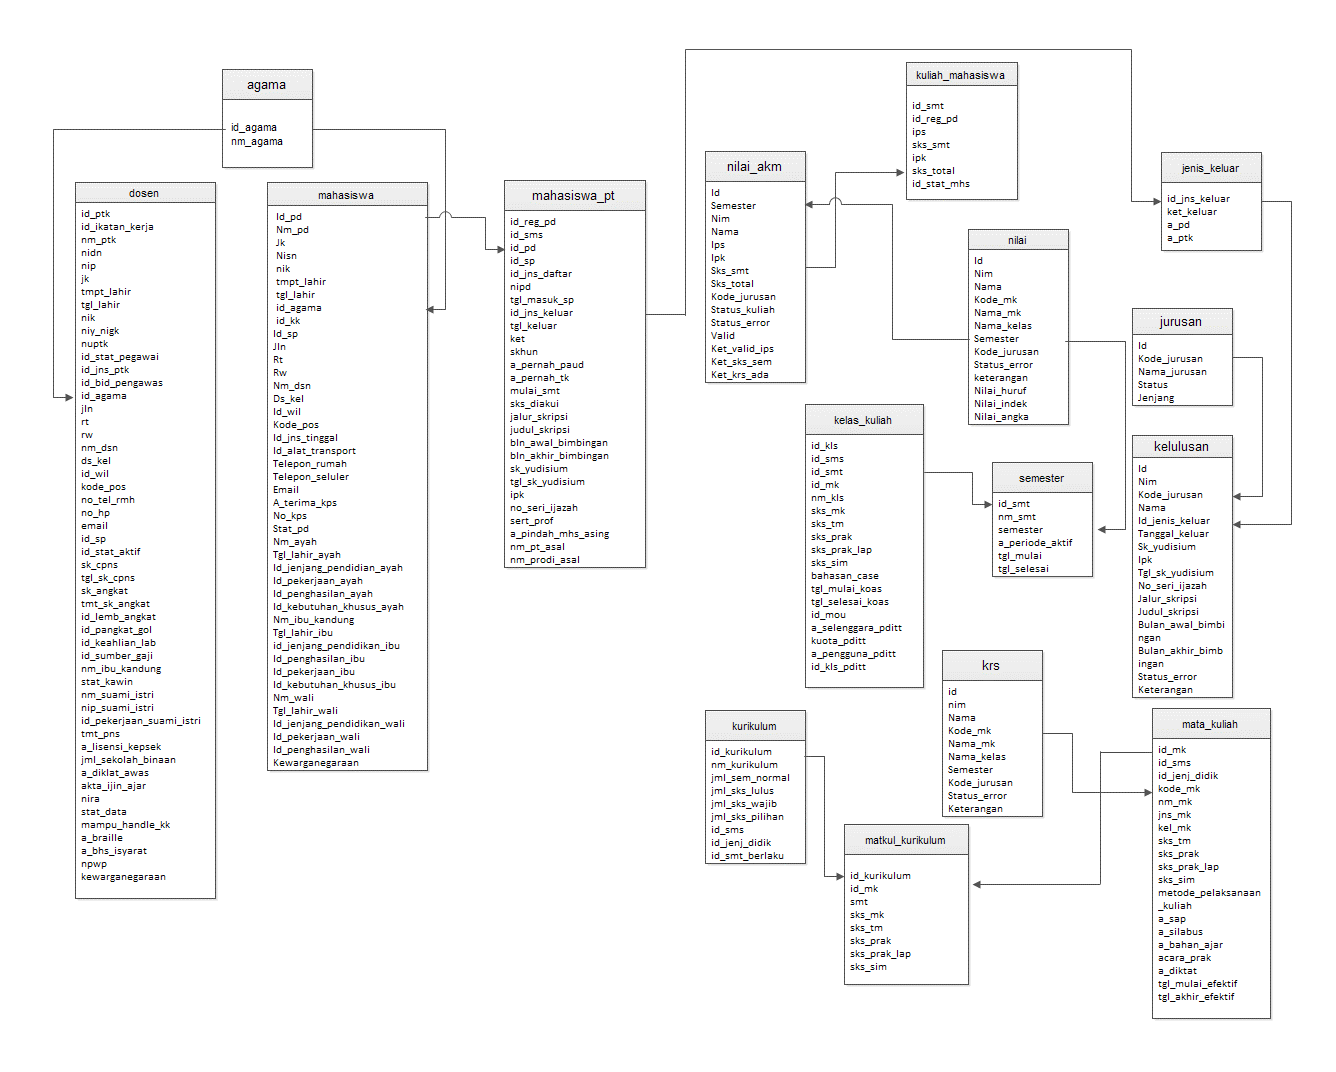 agama
id_agama
nm_agama
dosen
id_ptk
id_ikatan_kerja
nm_ptk
nidn
nip
jk
tmpt_lahir
tgl_lahir
nik
niy_nigk
nuptk
id_stat_pegawai
id_jns_ptk
id_bid_pengawas
id_agama
jln
rt
rw
nm_dsn
ds_kel
id_wil
kode_pos
no_tel_rmh
no_hp
email
id_sp
id_stat_aktif
sk_cpns
tgl_sk_cpns
sk_angkat
tmt_sk_angkat
id_lemb_angkat
id_pangkat_gol
id_keahlian_lab
id_sumber_gaji
nm_ibu_kandung
stat_kawin
nm_suami_istri
nip_suami_istri
id_pekerjaan_suami_istri
tmt_pns
a_lisensi_kepsek
jml_sekolah_binaan
a_diklat_awas
akta_ijin_ajar
nira
stat_data
mampu_handle_kk
a_braille
a_bhs_isyarat
npwp
kewarganegaraan
mahasiswa
Id_pd
Nm_pd
Jk
Nisn
nik
tmpt_lahir
tgl_lahir
id_agama
id_kk
Id_sp
Jln
Rt
Rw
Nm_dsn
Ds_kel
Id_wil
Kode_pos
Id_jns_tinggal
Id_alat_transport
Telepon_rumah
Telepon_seluler
Email
A_terima_kps
No_kps
Stat_pd
Nm_ayah
Tgl_lahir_ayah
Id_jenjang_pendidian_ayah
Id_pekerjaan_ayah
Id_penghasilan_ayah
Id_kebutuhan_khusus_ayah
Nm_ibu_kandung
Tgl_lahir_ibu
id_jenjang_pendidikan_ibu
Id_penghasilan_ibu
Id_pekerjaan_ibu
Id_kebutuhan_khusus_ibu
Nm_wali
Tgl_lahir_wali
Id_jenjang_pendidikan_wali
Id_pekerjaan_wali
Id_penghasilan_wali
Kewarganegaraan
mahasiswa_pt
id_reg_pd
id_sms
id_pd
id_sp
id_jns_daftar
nipd
tgl_masuk_sp
id_jns_keluar
tgl_keluar
ket
skhun
a_pernah_paud
a_pernah_tk
mulai_smt
sks_diakui
jalur_skripsi
judul_skripsi
bln_awal_bimbingan
bln_akhir_bimbingan
sk_yudisium
tgl_sk_yudisium
ipk
no_seri_ijazah
sert_prof
a_pindah_mhs_asing
nm_pt_asal
nm_prodi_asal
nilai_akm
Id
Semester
Nim
Nama
Ips
Ipk
Sks_smt
Sks_total
Kode_jurusan
Status_kuliah
Status_error
Valid
Ket_valid_ips
Ket_sks_sem
Ket_krs_ada
kuliah_mahasiswa
id_smt
id_reg_pd
ips
sks_smt
ipk
sks_total
id_stat_mhs
nilai
Id
Nim
Nama
Kode_mk
Nama_mk
Nama_kelas
Semester
Kode_jurusan
Status_error
keterangan
Nilai_huruf
Nilai_indek
Nilai_angka
jenis_keluar
id_jns_keluar
ket_keluar
a_pd
a_ptk
jurusan
Id
Kode_jurusan
Nama_jurusan
Status
Jenjang
kelas_kuliah
id_kls
id_sms
id_smt
id_mk
nm_kls
sks_mk
sks_tm
sks_prak
sks_prak_lap
sks_sim
bahasan_case
tgl_mulai_koas
tgl_selesai_koas
id_mou
a_selenggara_pditt
kuota_pditt
a_pengguna_pditt
id_kls_pditt
semester
id_smt
nm_smt
semester
a_periode_aktif
tgl_mulai
tgl_selesai
kelulusan
Id
Nim
Kode_jurusan
Nama
Id_jenis_keluar
Tanggal_keluar
Sk_yudisium
Ipk
Tgl_sk_yudisium
No_seri_ijazah
Jalur_skripsi
Judul_skripsi
Bulan_awal_bimbi
ngan
Bulan_akhir_bimb
ingan
Status_error
Keterangan
krs
id
nim
Nama
Kode_mk
Nama_mk
Nama_kelas
Semester
Kode_jurusan
Status_error
Keterangan
kurikulum
id_kurikulum
nm_kurikulum
jml_sem_normal
jml_sks_lulus
jml_sks_wajib
jml_sks_pilihan
id_sms
id_jenj_didik
id_smt_berlaku
matkul_kurikulum
id_kurikulum
id_mk
smt
sks_mk
sks_tm
sks_prak
sks_prak_lap
sks_sim
mata_kuliah
id_mk
id_sms
id_jenj_didik
kode_mk
nm_mk
jns_mk
kel_mk
sks_tm
sks_prak
sks_prak_lap
sks_sim
metode_pelaksanaan
_kuliah
a_sap
a_silabus
a_bahan_ajar
acara_prak
a_diktat
tgl_mulai_efektif
tgl_akhir_efektif